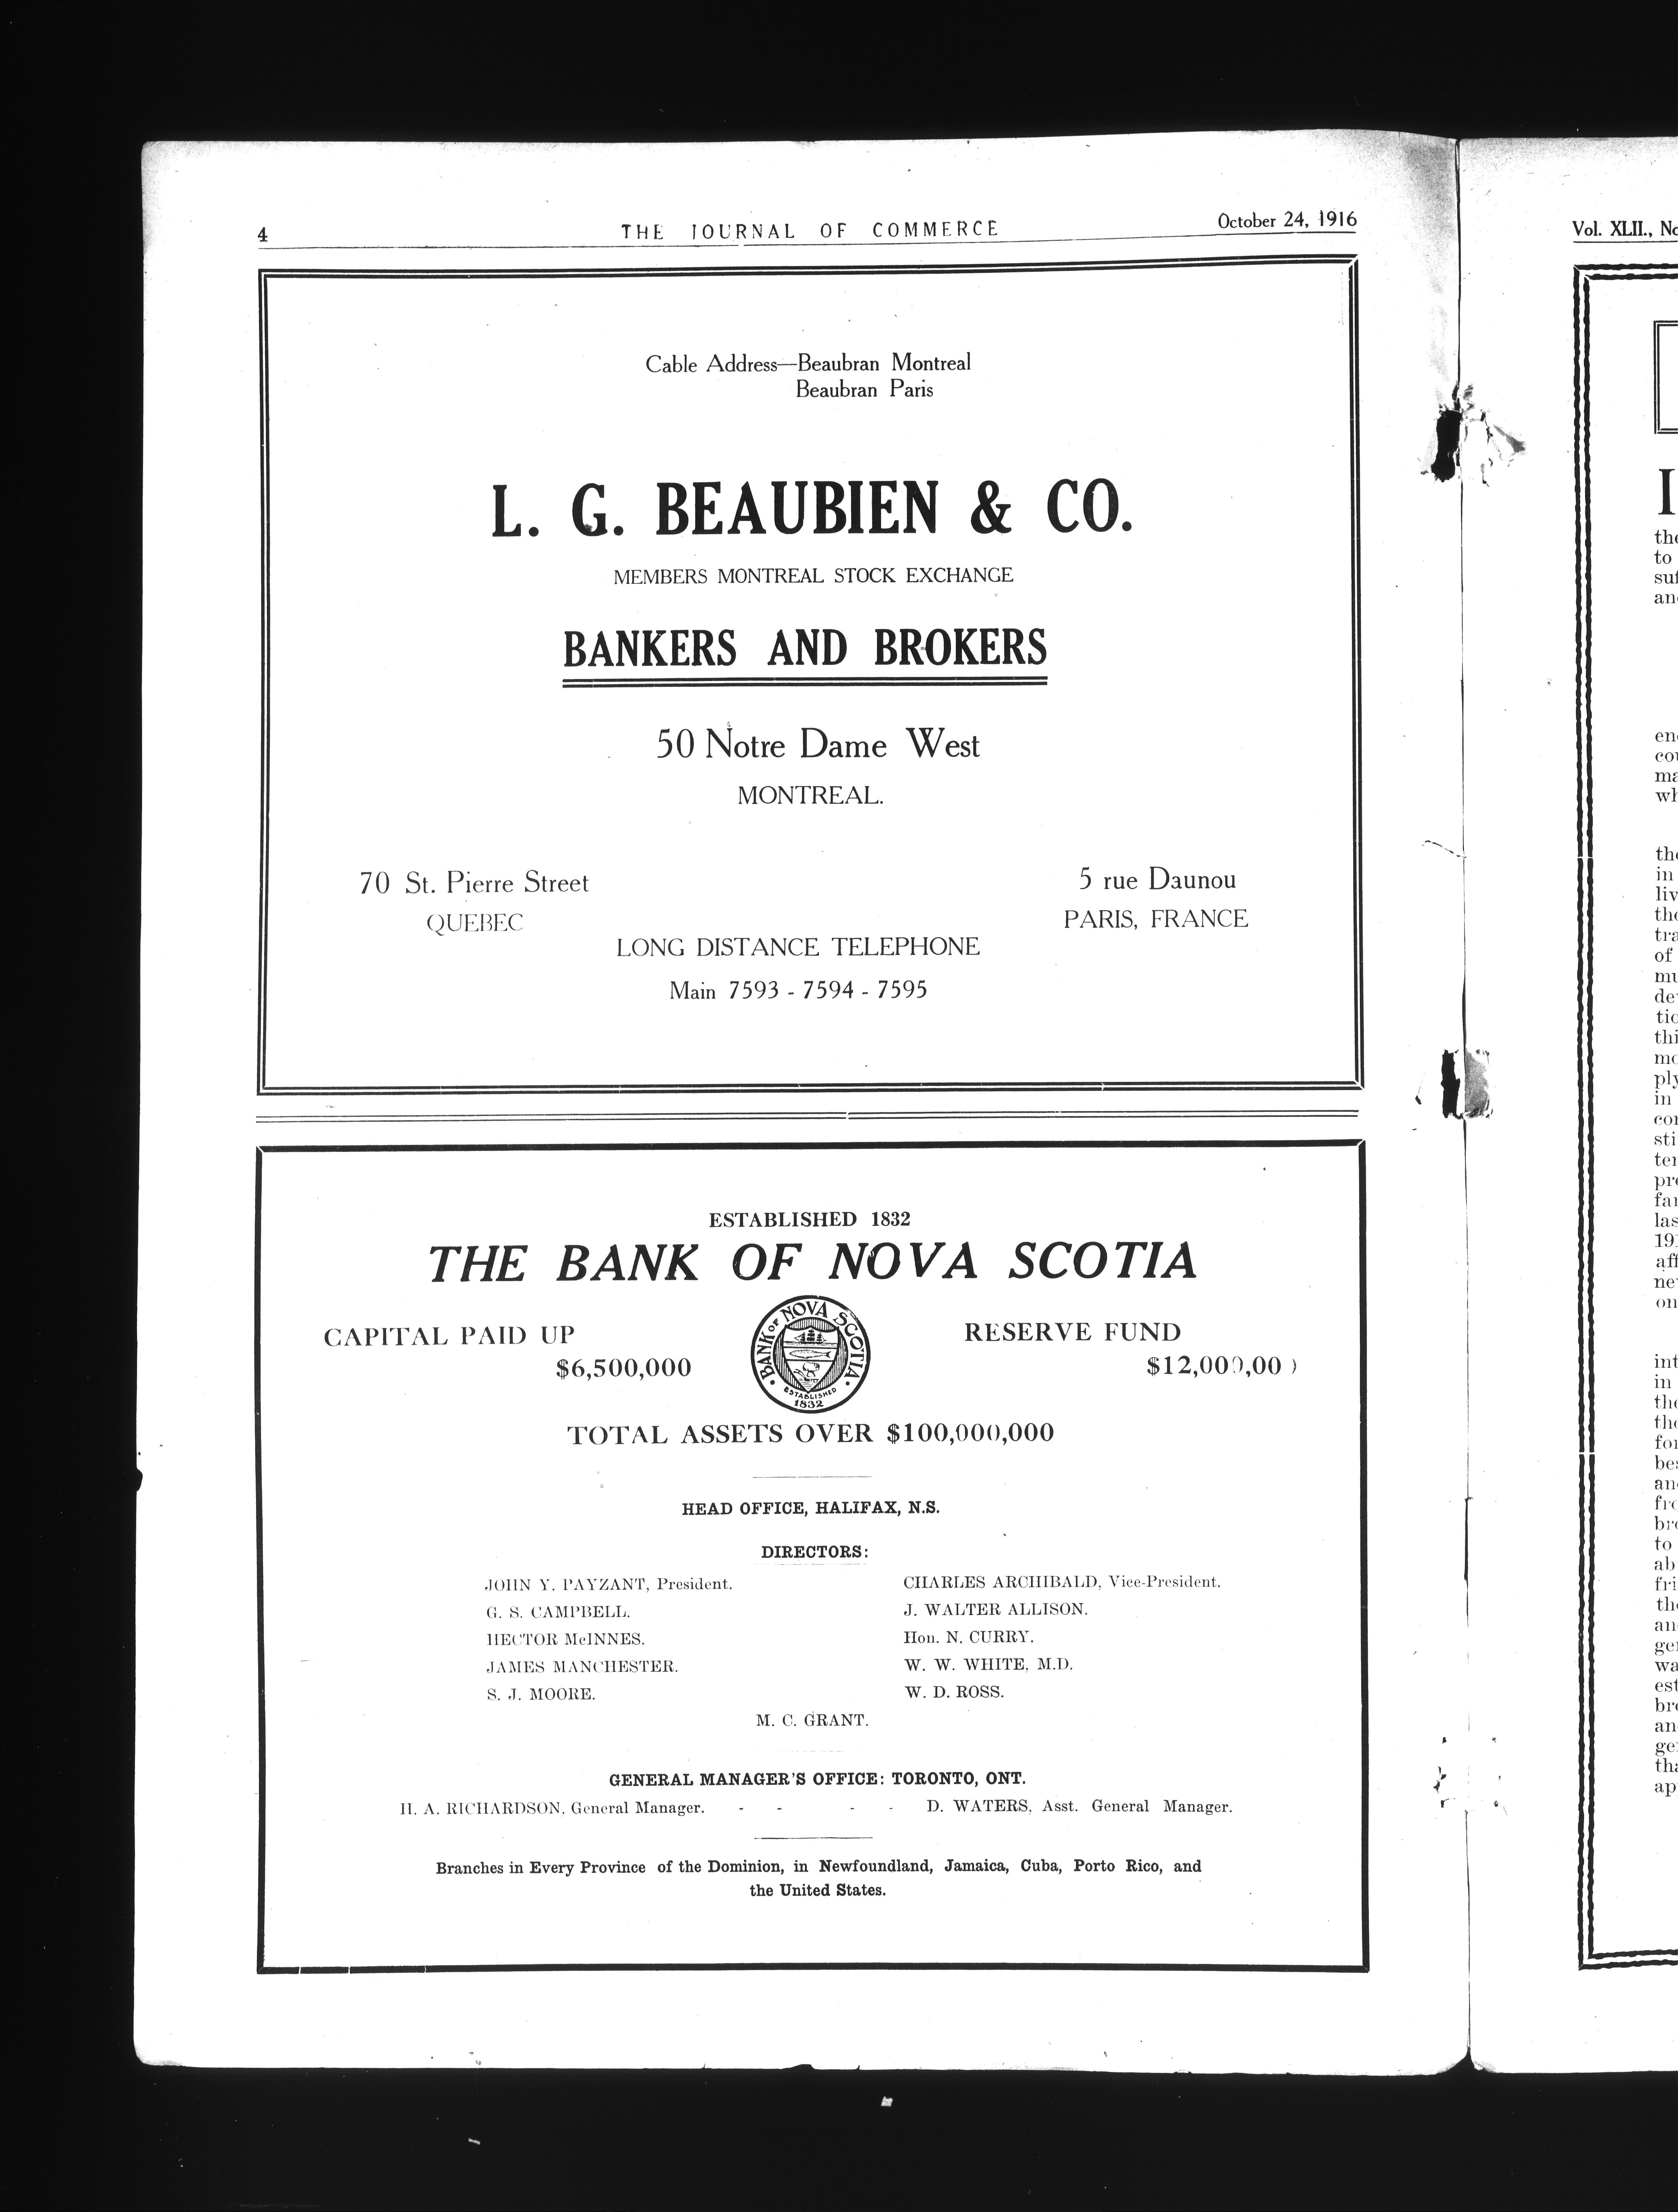 4
THE JOURNAL OF COMMERCE
October 24, 1916
Cable Address—Beaubran Montreal
Beaubran Paris
L. G. BEAUBIEN & CO.
MEMBERS MONTREAL STOCK EXCHANGE
BANKERS AND BROKERS
50 Notre Dame West
MONTREAL.
70 St. Pierre Street
QUEBEC
5 rue Daunou
PARIS, FRANCE
LONG DISTANCE TELEPHONE
Main 7593 - 7594 - 7595
ESTABLISHED 1832
THE BANK OF NOVA SCOTIA
CAPITAL PAID UP
$6,500,000
BANK OF NOVA SCOTIA
ESTABLISHED
1832
RESERVE FUND
$12,000,000
TOTAL ASSETS OVER $100,000,000
HEAD OFFICE, HALIFAX, N.S.
DIRECTORS:
JOHN Y. PAYZANT, President.
CHARLES ARCHIBALD, Vice-President.
G. S. CAMPBELL.
J. WALTER ALLISON.
HECTOR McINNES.
Hon. N. CURRY.
JAMES MANCHESTER.
W. W. WHITE, M.D.
S. J. MOORE.
W. D. ROSS.
M. C. GRANT.
GENERAL MANAGER'S OFFICE: TORONTO, ONT.
H. A. RICHARDSON, General Manager. - - - - D. WATERS, Asst. General Manager.
Branches in Every Province of the Dominion, in Newfoundland, Jamaica, Cuba, Porto Rico, and
the United States.
Vol. XLII.,